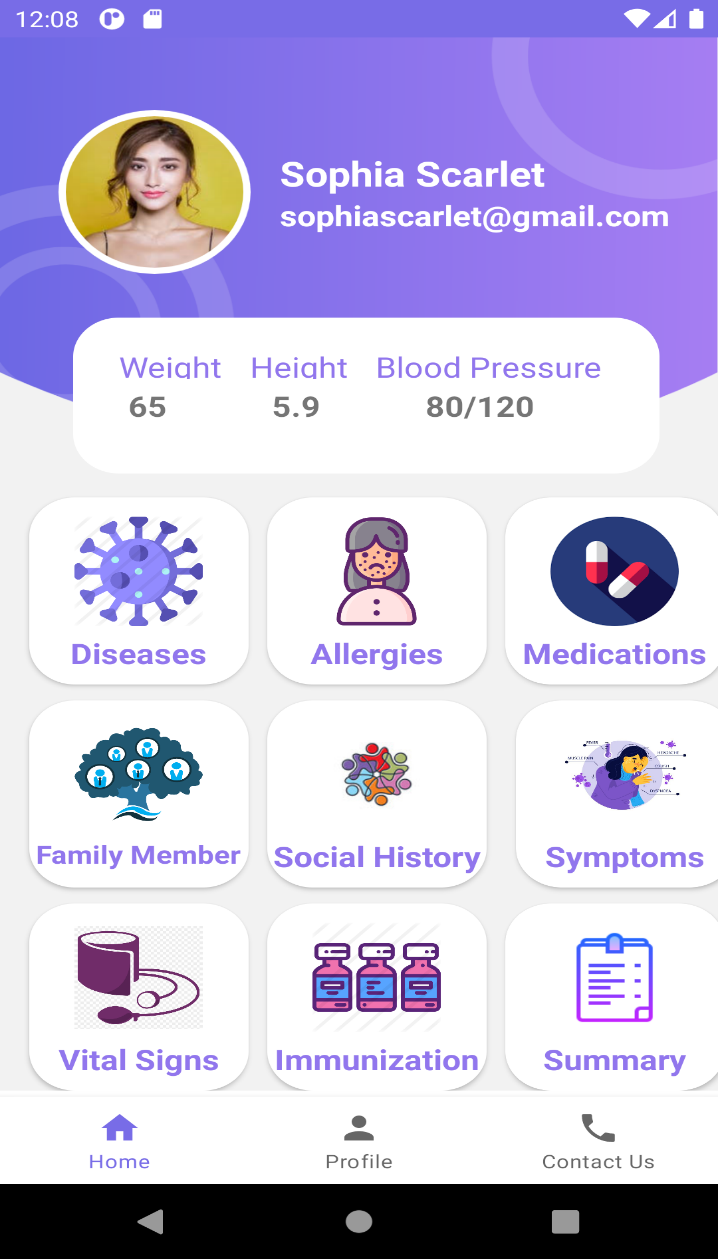 12:08
Sophia Scarlet
sophiascarlet@gmail.com
Weight Height Blood Pressure
65 5.9 80/120
Diseases Allergies Medications
Family Member Social History Symptoms
Vital Signs Immunization Summary
Home Profile Contact Us